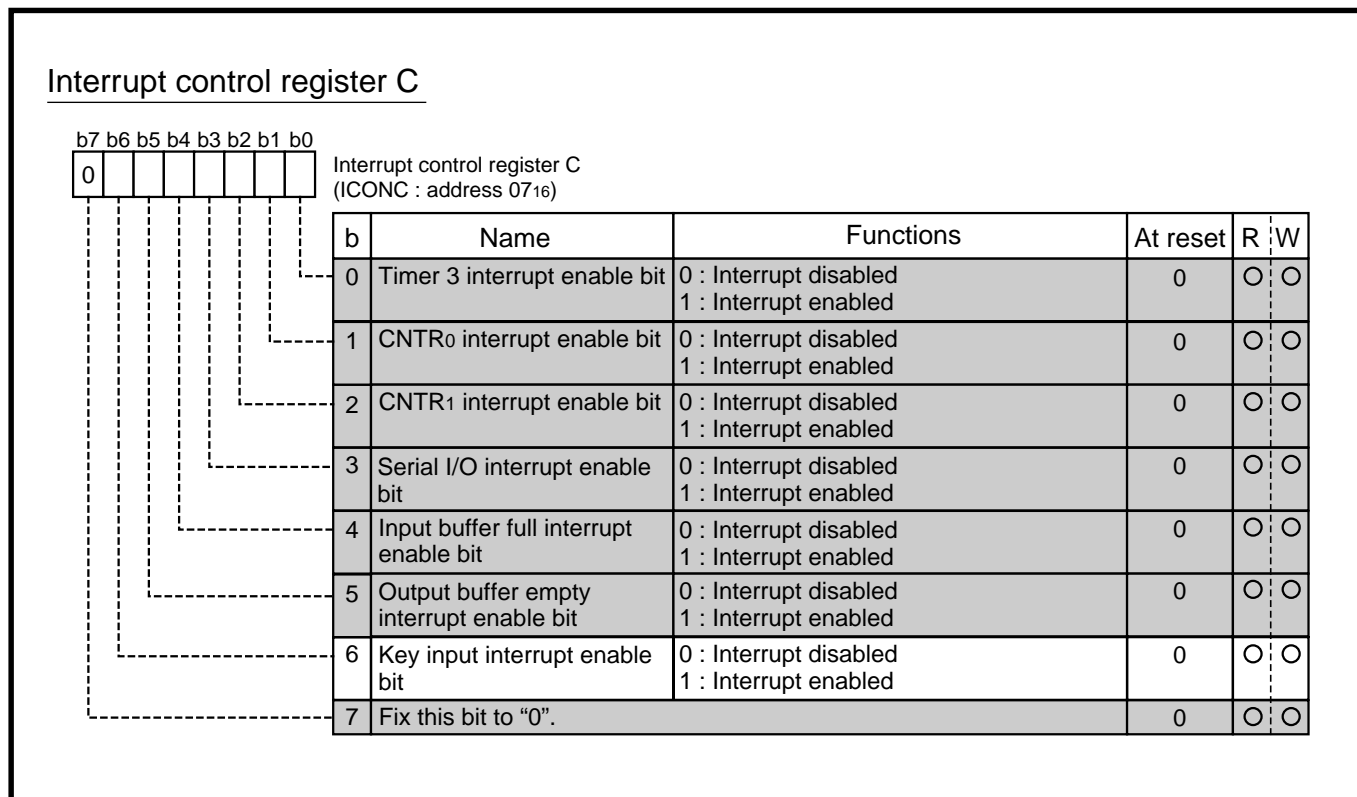 Interrupt control register C
b7 b6 b5 b4 b3 b2 b1 b0
0
Interrupt control register C
(ICONC : address 0716)
b Name Functions At reset R W
0 Timer 3 interrupt enable bit 0 : Interrupt disabled 0 O O
1 : Interrupt enabled
1 CNTR0 interrupt enable bit 0 : Interrupt disabled 0 O O
1 : Interrupt enabled
2 CNTR1 interrupt enable bit 0 : Interrupt disabled 0 O O
1 : Interrupt enabled
3 Serial I/O interrupt enable 0 : Interrupt disabled 0 O O
bit 1 : Interrupt enabled
4 Input buffer full interrupt 0 : Interrupt disabled 0 O O
enable bit 1 : Interrupt enabled
5 Output buffer empty 0 : Interrupt disabled 0 O O
interrupt enable bit 1 : Interrupt enabled
6 Key input interrupt enable 0 : Interrupt disabled 0 O O
bit 1 : Interrupt enabled
7 Fix this bit to “0”. 0 O O